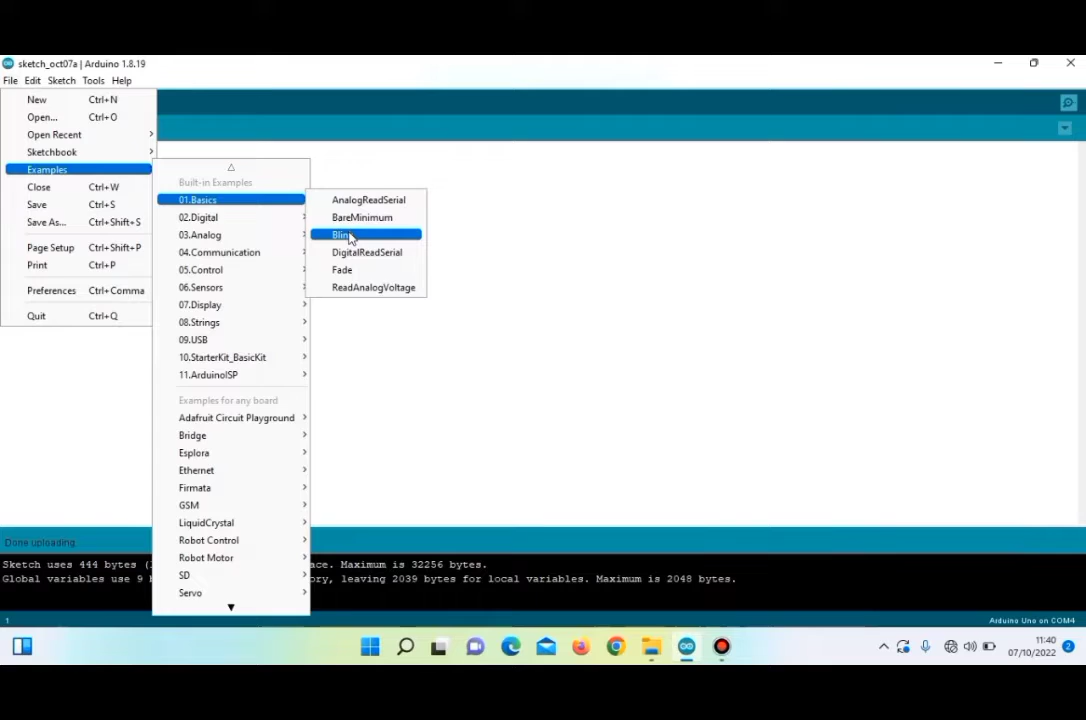 sketch_oct07a | Arduino 1.8.19
File Edit Sketch Tools Help
New Ctrl+N
Open... Ctrl+O
Open Recent
Sketchbook
Examples
Close Ctrl+W
Save Ctrl+S
Save As... Ctrl+Shift+S
Page Setup Ctrl+Shift+P
Print Ctrl+P
Preferences Ctrl+Comma
Quit Ctrl+Q
Built-in Examples
01.Basics
02.Digital
03.Analog
04.Communication
05.Control
06.Sensors
07.Display
08.Strings
09.USB
10.StarterKit_BasicKit
11.ArduinoISP
Examples for any board
Adafruit Circuit Playground
Bridge
Esplora
Ethernet
Firmata
GSM
LiquidCrystal
Robot Control
Robot Motor
SD
Servo
AnalogReadSerial
BareMinimum
Blin
DigitalReadSerial
Fade
ReadAnalogVoltage
Done uploading.
Sketch uses 444 bytes ace. Maximum is 32256 bytes.
Global variables use 9 ory, leaving 2039 bytes for local variables. Maximum is 2048 bytes.
1 Arduino Uno on COM4
11:40
07/10/2022
2